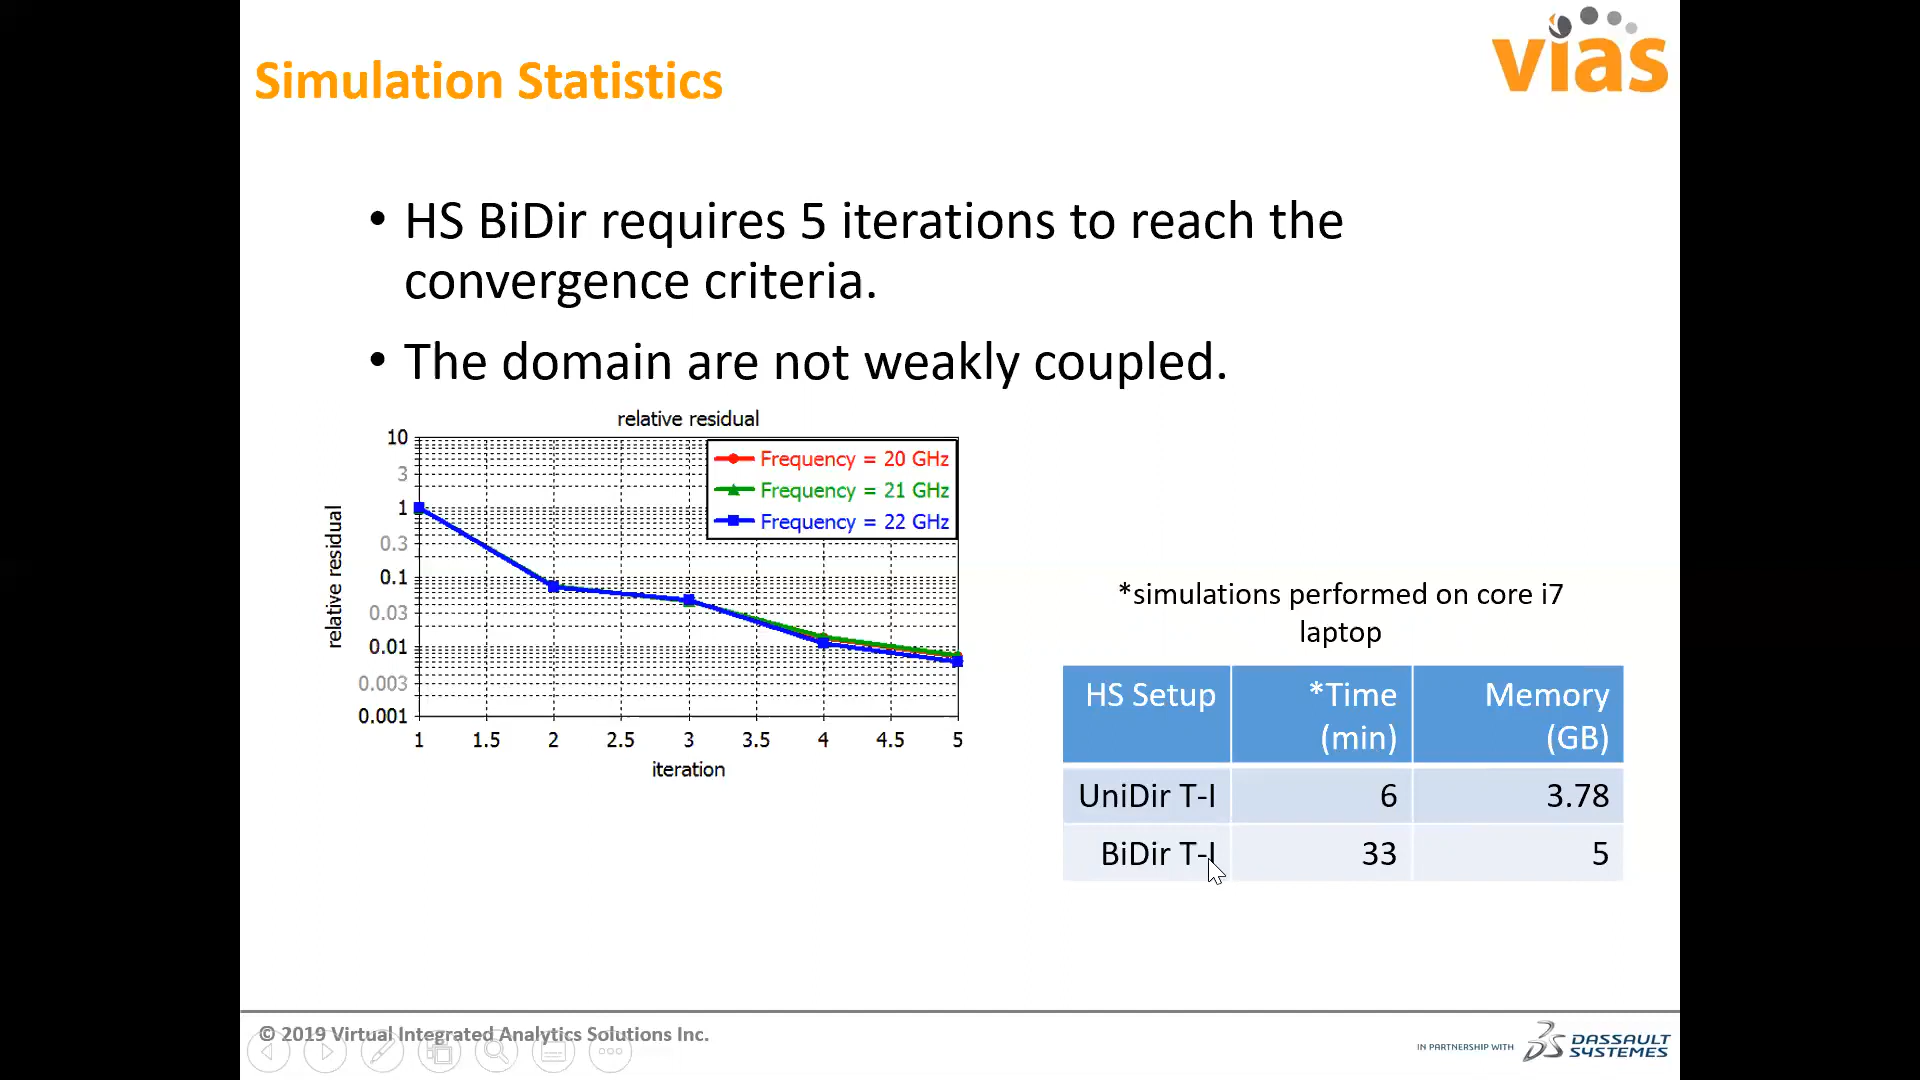 vias
Simulation Statistics
• HS BiDir requires 5 iterations to reach the
convergence criteria.
• The domain are not weakly coupled.
relative residual
10
3
1
0.3
0.1
0.03
0.01
0.003
0.001
relative residual
Frequency = 20 GHz
Frequency = 21 GHz
Frequency = 22 GHz
1 1.5 2 2.5 3 3.5 4 4.5 5
iteration
*simulations performed on core i7
laptop
HS Setup *Time (min) Memory (GB)
UniDir T-I 6 3.78
BiDir T-I 33 5
© 2019 Virtual Integrated Analytics Solutions Inc.
IN PARTNERSHIP WITH
DASSAULT
SYSTEMES